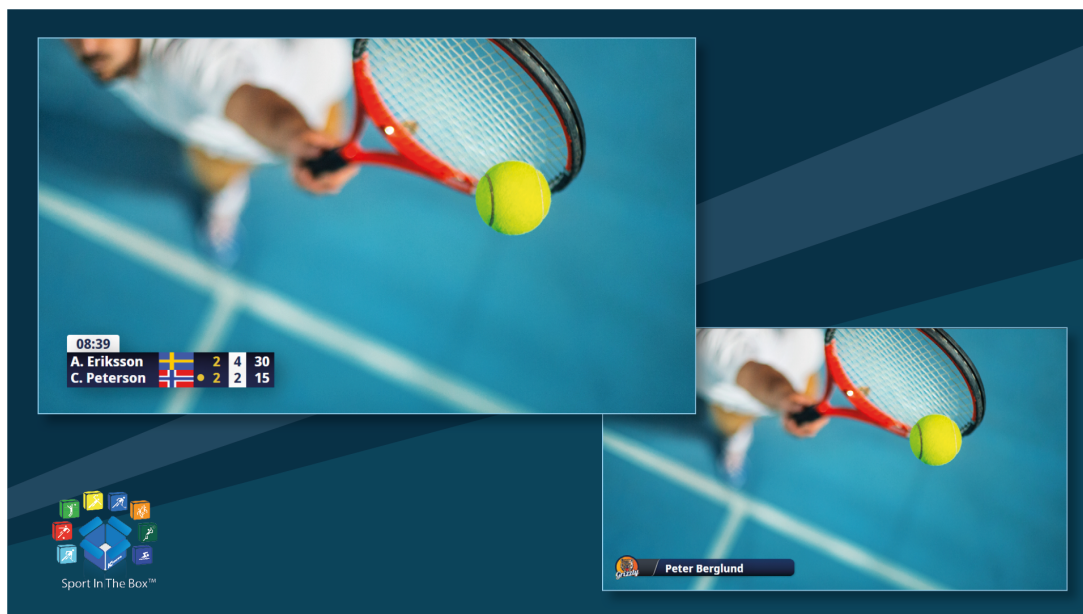 08:39
A. Eriksson 2 4 30
C. Peterson 2 2 15
Grizzly Peter Berglund
Sport In The Box™